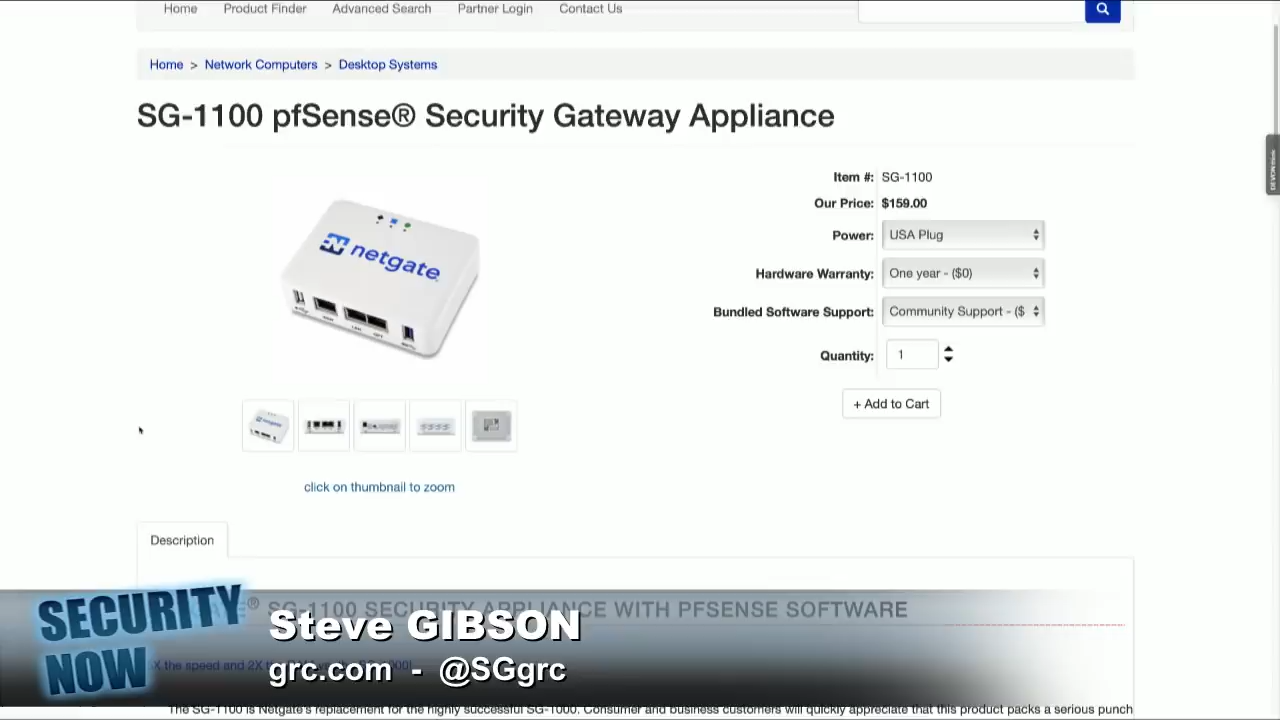 Home Product Finder Advanced Search Partner Login Contact Us
Home > Network Computers > Desktop Systems
SG-1100 pfSense® Security Gateway Appliance
Item #: SG-1100
Our Price: $159.00
Power: USA Plug
Hardware Warranty: One year - ($0)
Bundled Software Support: Community Support - ($
Quantity: 1
+ Add to Cart
netgate
click on thumbnail to zoom
Description
® SG-1100 SECURITY APPLIANCE WITH PFSENSE SOFTWARE
SECURITY NOW
Steve GIBSON
grc.com - @SGgrc
X the speed and 2X
The SG-1100 is Netgate's replacement for the highly successful SG-1000. Consumer and business customers will quickly appreciate that this product packs a serious punch